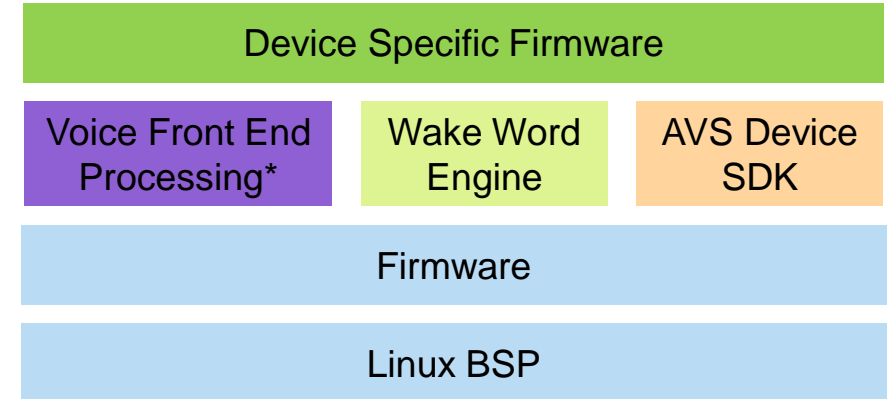 Device Specific Firmware
Voice Front End
Processing*
Wake Word
Engine
AVS Device
SDK
Firmware
Linux BSP